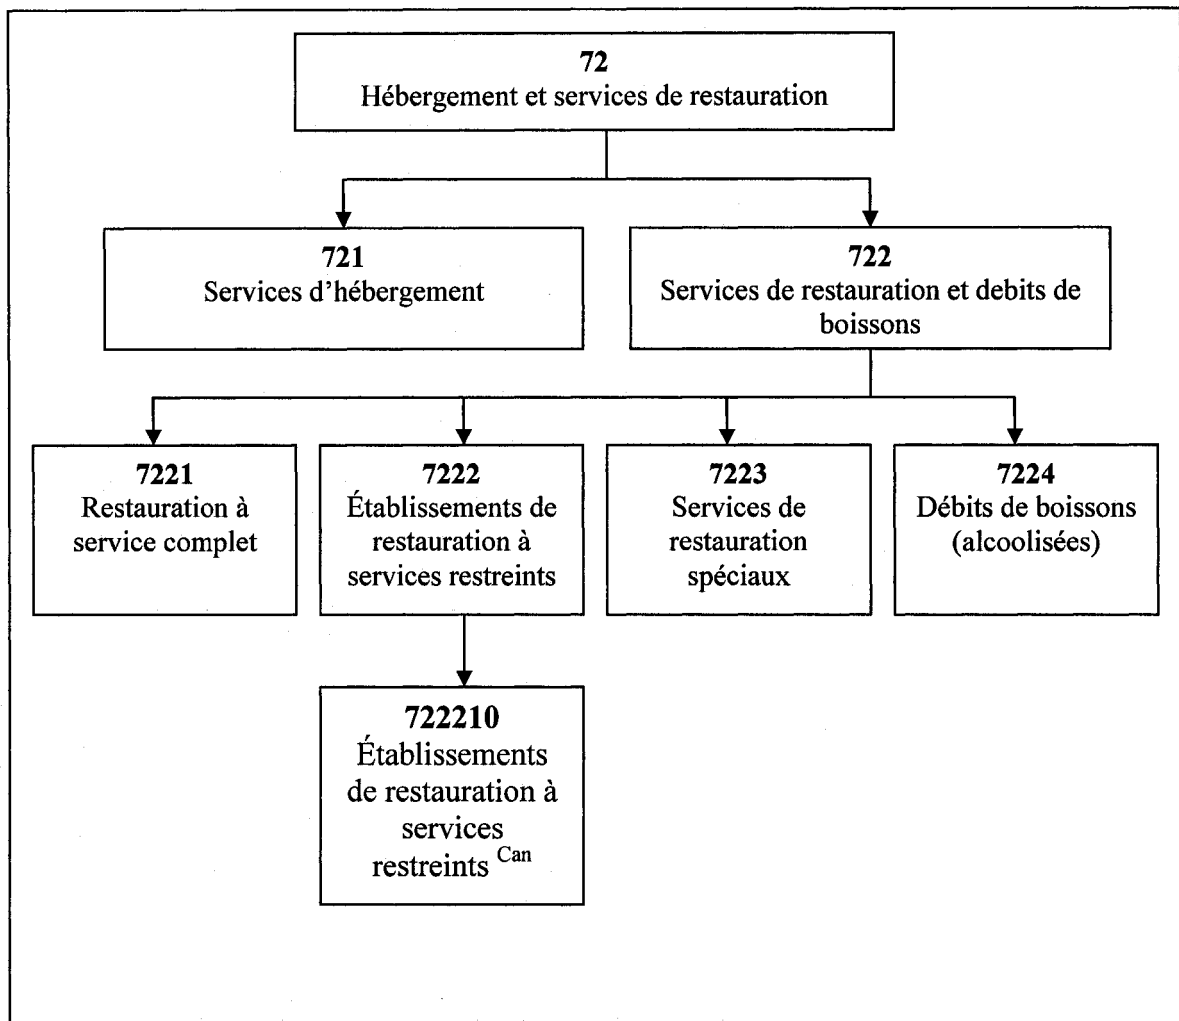 72
Hébergement et services de restauration
721
Services d’hébergement
722
Services de restauration et debits de
boissons
7221
Restauration à
service complet
7222
Établissements de
restauration à
services restreints
7223
Services de
restauration
spéciaux
7224
Débits de boissons
(alcoolisées)
722210
Établissements
de restauration à
services
restreints Can